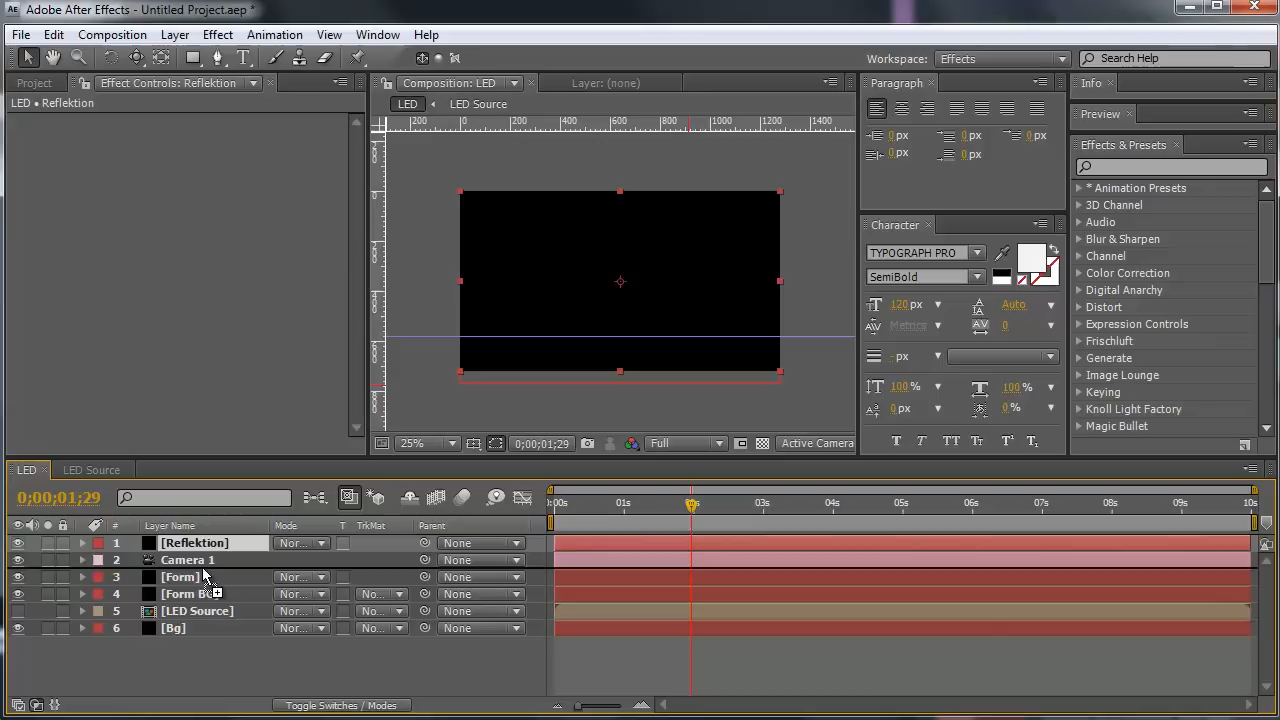 Adobe After Effects - Untitled Project.aep *
File Edit Composition Layer Effect Animation View Window Help
Workspace: Effects Search Help
Project Effect Controls: Reflektion Composition: LED Layer: (none) Paragraph Info
LED • Reflektion LED LED Source
200 0 200 400 600 800 1000 1200 1400
0 px 0 px 0 px
0 px 0 px
Preview
Effects & Presets
* Animation Presets
3D Channel
Audio
Blur & Sharpen
Channel
Color Correction
Digital Anarchy
Distort
Expression Controls
Frischluft
Generate
Image Lounge
Keying
Knoll Light Factory
Magic Bullet
Character
TYPOGRAPH PRO
SemiBold
120 px Auto
Metrics 0
- px
100 % 100 %
0 px 0 %
T T TT Tr T¹ T₁
25% 0;00;01;29 Full Active Camera
LED LED Source
0;00;01;29
:00s 01s 03s 04s 05s 06s 07s 08s 09s 10s
# Layer Name Mode T TrkMat Parent
1 [Reflektion] Nor... None
2 Camera 1 None
3 [Form] Nor... None
4 [Form B Nor... No... None
5 [LED Source] Nor... No... None
6 [Bg] Nor... No... None
Toggle Switches / Modes